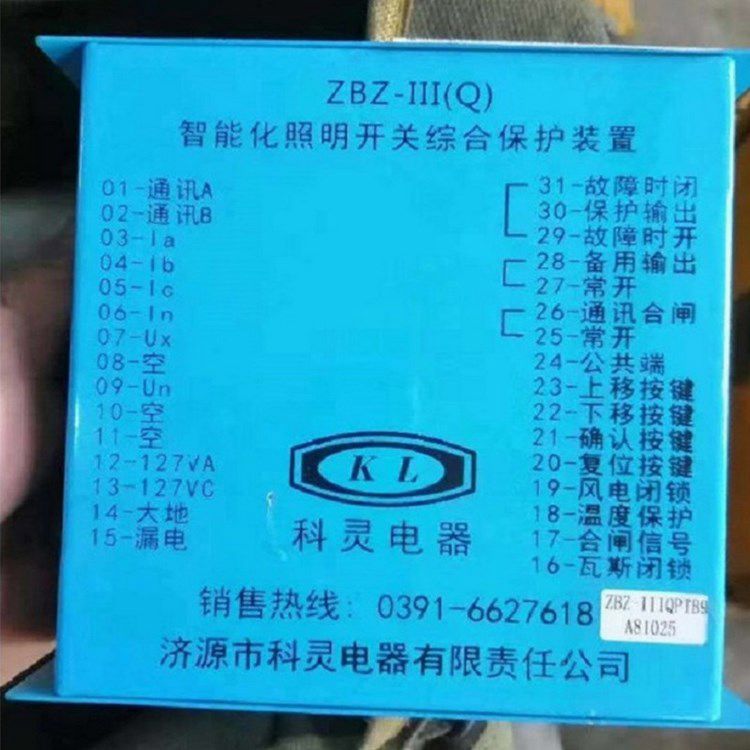 ZBZ-III(Q)
智能化照明开关综合保护装置
01-通讯A
02-通讯B
03-Ia
04-Ib
05-Ic
06-In
07-Ux
08-空
09-Un
10-空
11-空
12-127VA
13-127VC
14-大地
15-漏电
31-故障时闭
30-保护输出
29-故障时开
28-备用输出
27-常开
26-通讯合闸
25-常开
24-公共端
23-上移按键
22-下移按键
21-确认按键
20-复位按键
19-风电闭锁
18-温度保护
17-合闸信号
16-瓦斯闭锁
KL
科灵电器
销售热线: 0391-6627618
ZBZ-IIIQPTB9
A81025
济源市科灵电器有限责任公司